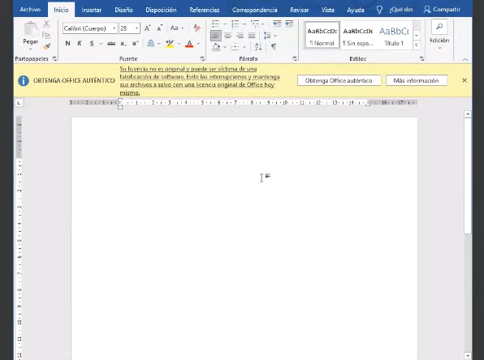 Archivo Inicio Insertar Diseño Disposición Referencias Correspondencia Revisar Vista Ayuda ¿Qué des Compartir
Calibri (Cuerpo) 28 AaBbCcDc AaBbCcDc AaBbCc
Pegar N K S abc ¶ Normal ¶ Sin espa... Título 1 Edición
Portapapeles Fuente Párrafo Estilos
OBTENGA OFFICE AUTÉNTICO
Su licencia no es original y puede ser víctima de una
falsificación de software. Evite las interrupciones y mantenga
sus archivos a salvo con una licencia original de Office hoy
mismo.
Obtenga Office auténtico Más información